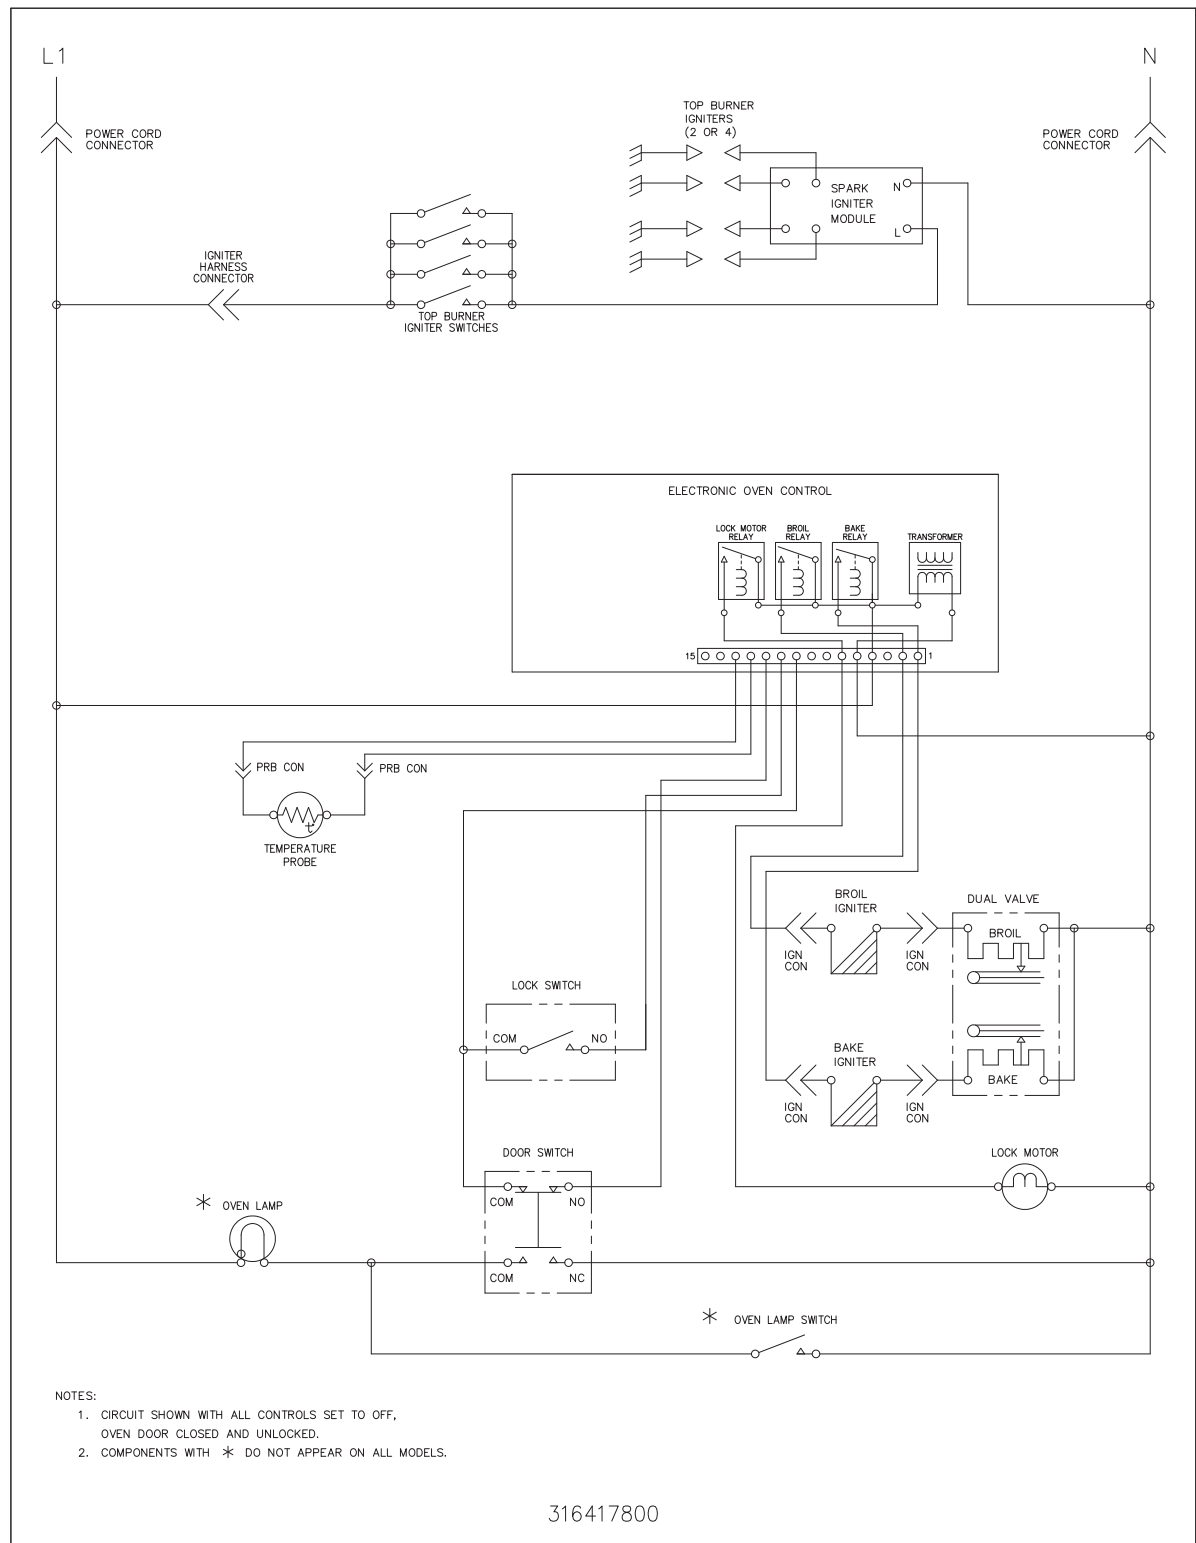 L1
N
POWER CORD
CONNECTOR
TOP BURNER
IGNITERS
(2 OR 4)
POWER CORD
CONNECTOR
SPARK
IGNITER
MODULE
N
L
IGNITER
HARNESS
CONNECTOR
TOP BURNER
IGNITER SWITCHES
ELECTRONIC OVEN CONTROL
LOCK MOTOR
RELAY
BROIL
RELAY
BAKE
RELAY
TRANSFORMER
15
1
PRB CON
PRB CON
t
TEMPERATURE
PROBE
BROIL
IGNITER
DUAL VALVE
BROIL
IGN
CON
IGN
CON
LOCK SWITCH
COM
NO
BAKE
IGNITER
BAKE
IGN
CON
IGN
CON
DOOR SWITCH
COM
NO
COM
NC
LOCK MOTOR
* OVEN LAMP
* OVEN LAMP SWITCH
NOTES:
1. CIRCUIT SHOWN WITH ALL CONTROLS SET TO OFF,
OVEN DOOR CLOSED AND UNLOCKED.
2. COMPONENTS WITH * DO NOT APPEAR ON ALL MODELS.
316417800